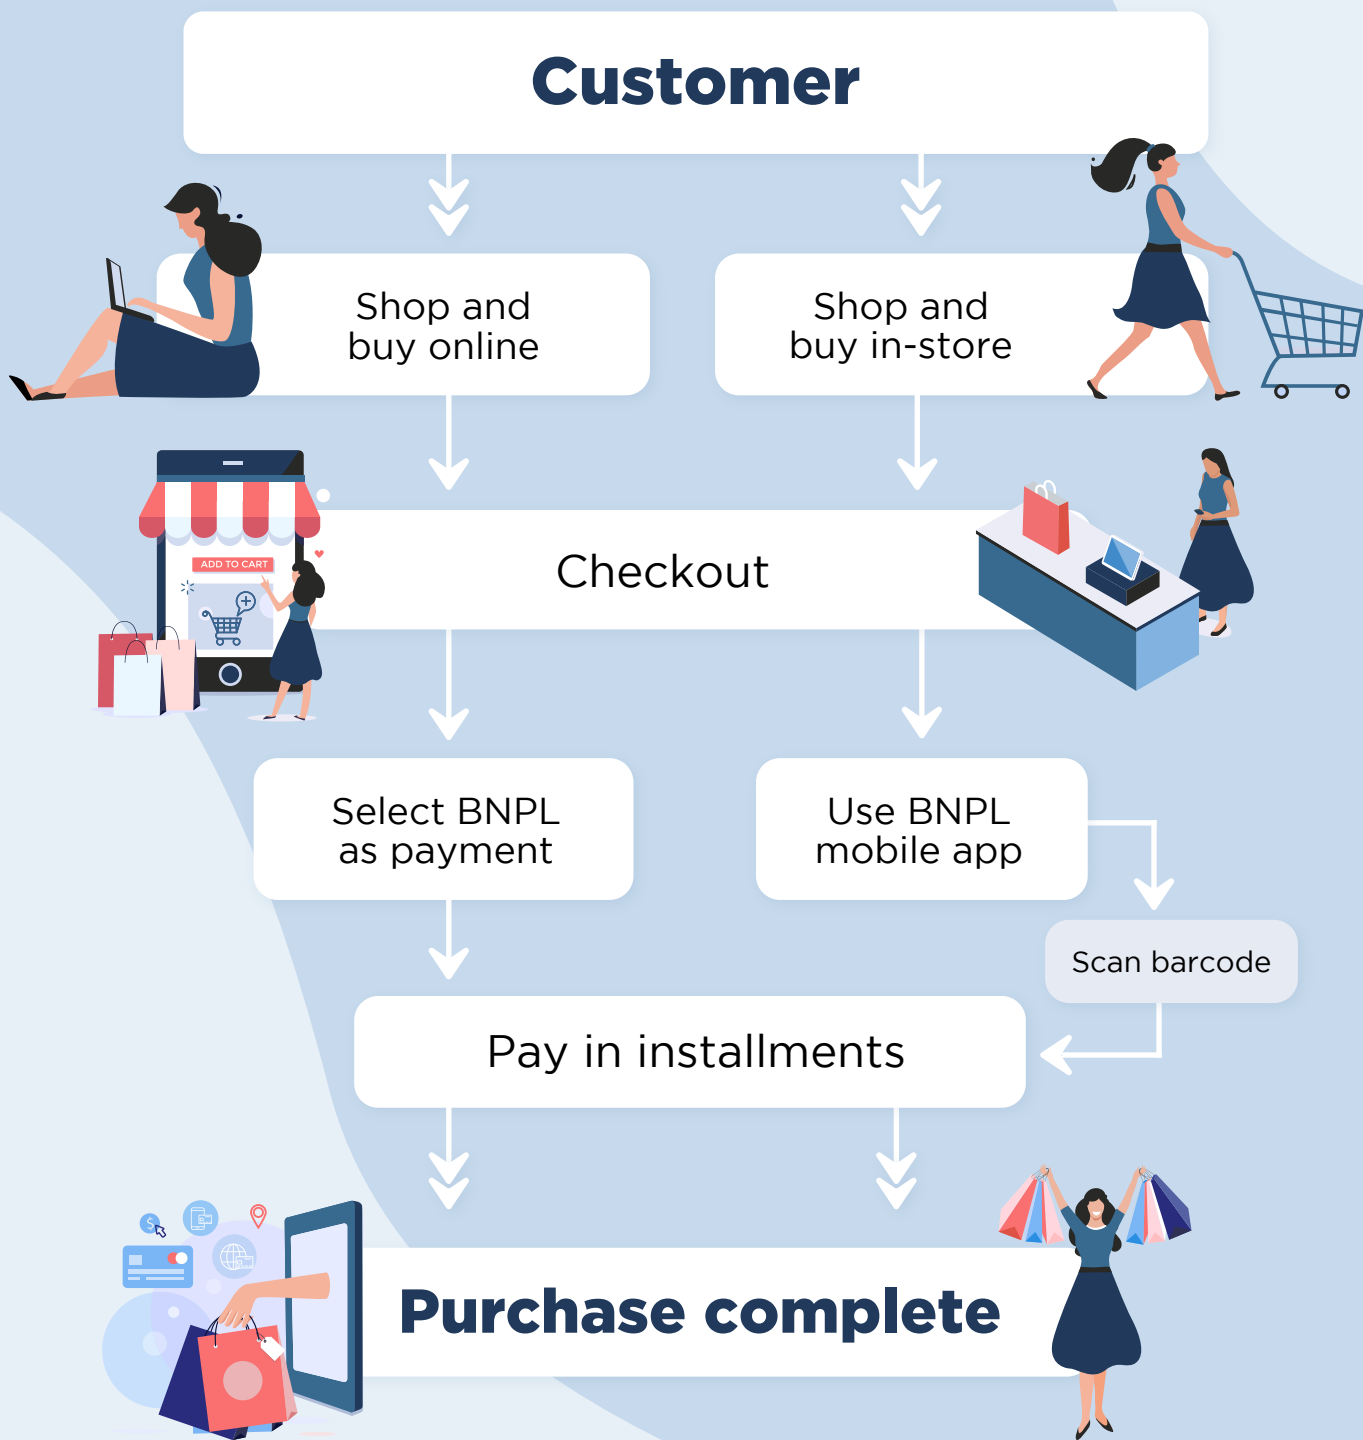 Customer
Shop and
buy online
Shop and
buy in-store
ADD TO CART
Checkout
Select BNPL
as payment
Use BNPL
mobile app
Scan barcode
Pay in installments
$
Purchase complete